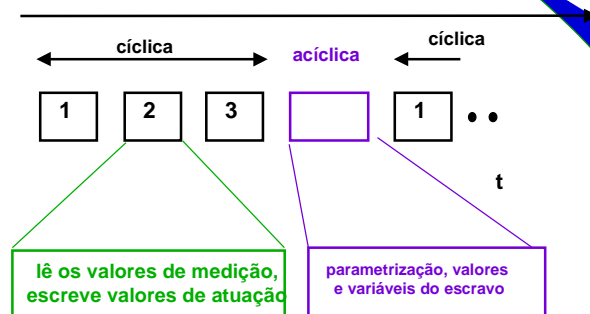 cíclica
acíclica
cíclica
1
2
3
1
t
lê os valores de medição,
escreve valores de atuação
parametrização, valores
e variáveis do escravo